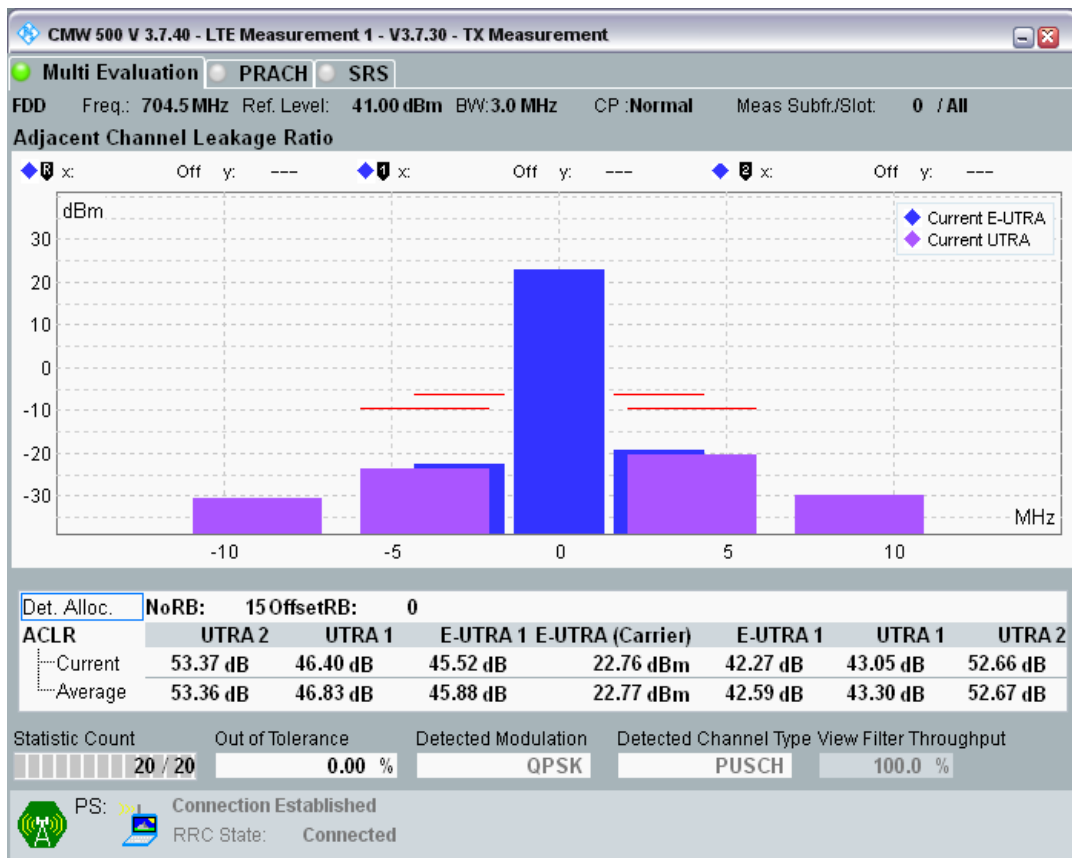 CMW 500 V 3.7.40 - LTE Measurement 1 - V3.7.30 - TX Measurement
Multi Evaluation PRACH SRS
FDD Freq.: 704.5 MHz Ref. Level: 41.00 dBm BW: 3.0 MHz CP :Normal Meas Subfr./Slot: 0 / All
Adjacent Channel Leakage Ratio
R x: Off y: --- 1 x: Off y: --- 2 x: Off y: ---
dBm
Current E-UTRA
Current UTRA
30
20
10
0
-10
-20
-30
MHz
-10 -5 0 5 10
Det. Alloc. NoRB: 15 OffsetRB: 0
ACLR UTRA 2 UTRA 1 E-UTRA 1 E-UTRA (Carrier) E-UTRA 1 UTRA 1 UTRA 2
Current 53.37 dB 46.40 dB 45.52 dB 22.76 dBm 42.27 dB 43.05 dB 52.66 dB
Average 53.36 dB 46.83 dB 45.88 dB 22.77 dBm 42.59 dB 43.30 dB 52.67 dB
Statistic Count Out of Tolerance Detected Modulation Detected Channel Type View Filter Throughput
20 / 20 0.00 % QPSK PUSCH 100.0 %
PS: Connection Established
RRC State: Connected